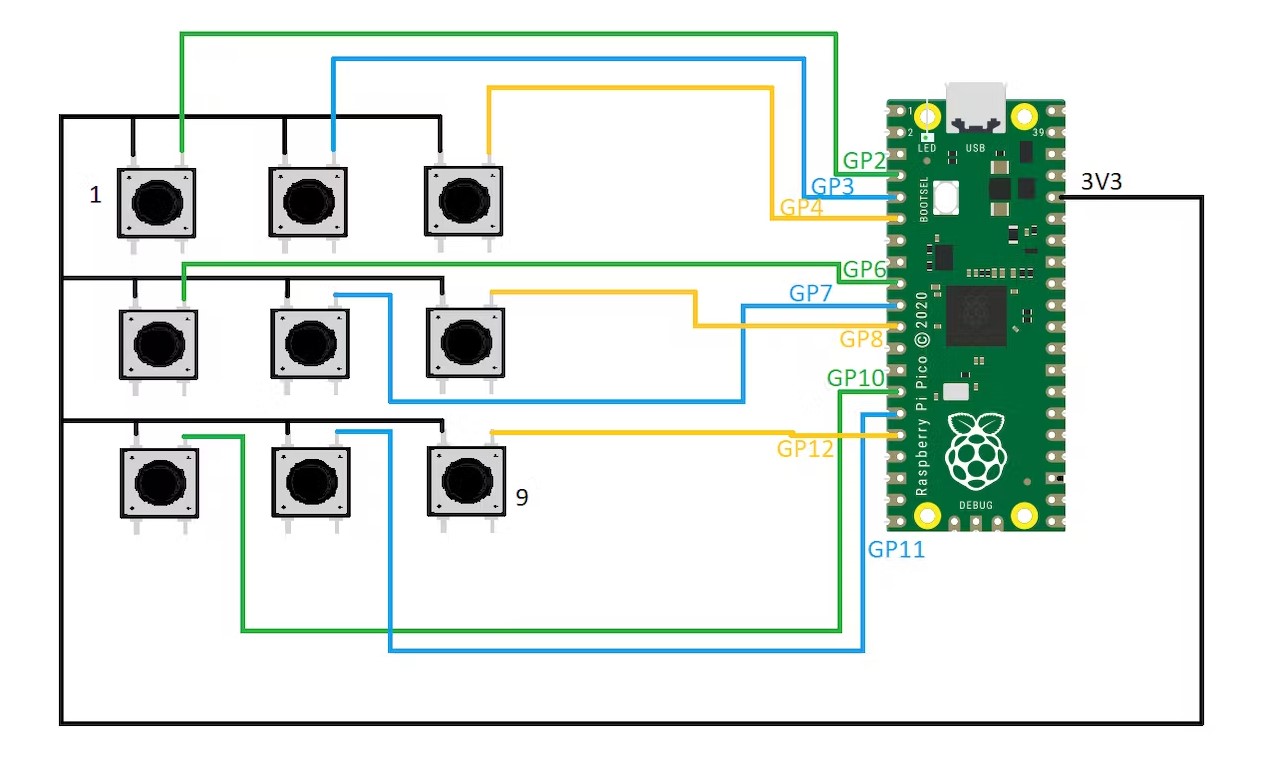 1
GP2
GP3
GP4
GP6
GP7
GP8
GP10
GP12
GP11
9
3V3
1
2
39
LED
USB
BOOTSEL
Raspberry Pi Pico © 2020
DEBUG